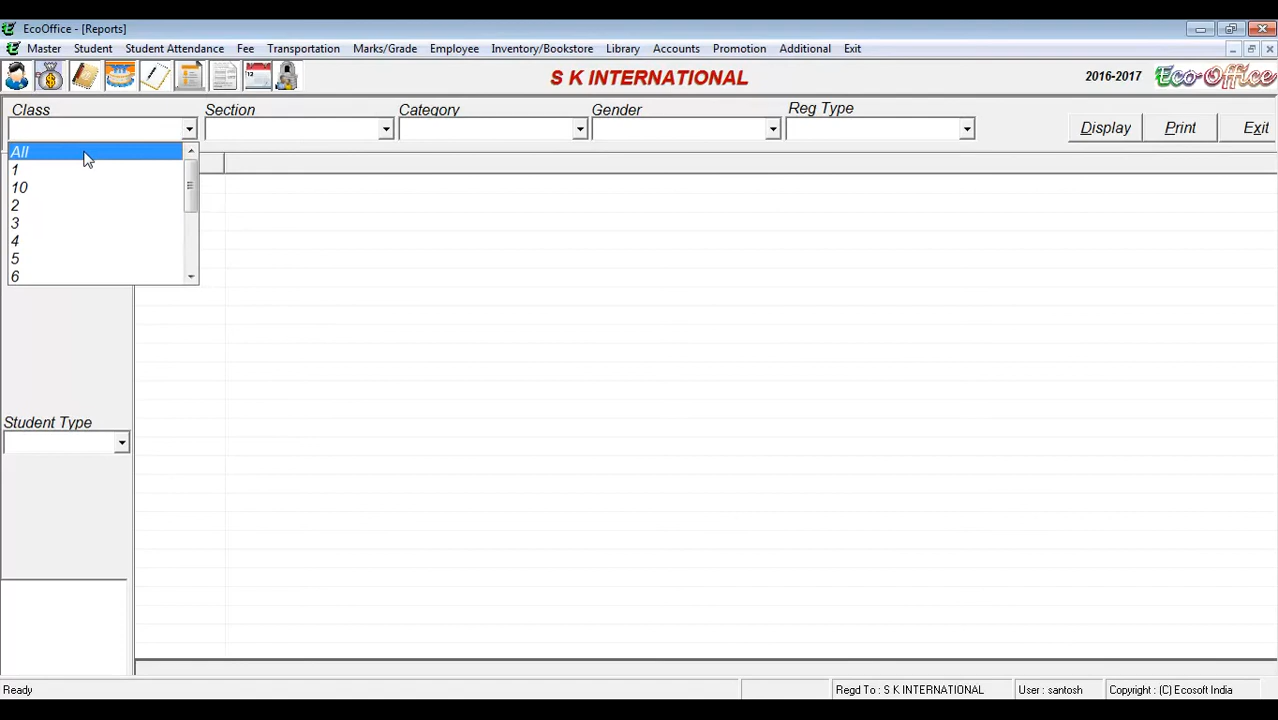 EcoOffice - [Reports]
Master Student Student Attendance Fee Transportation Marks/Grade Employee Inventory/Bookstore Library Accounts Promotion Additional Exit
S K INTERNATIONAL 2016-2017 Eco-Office
Class Section Category Gender Reg Type
Display Print Exit
All
1
10
2
3
4
5
6
Student Type
Ready Regd To : S K INTERNATIONAL User : santosh Copyright : (C) Ecosoft India